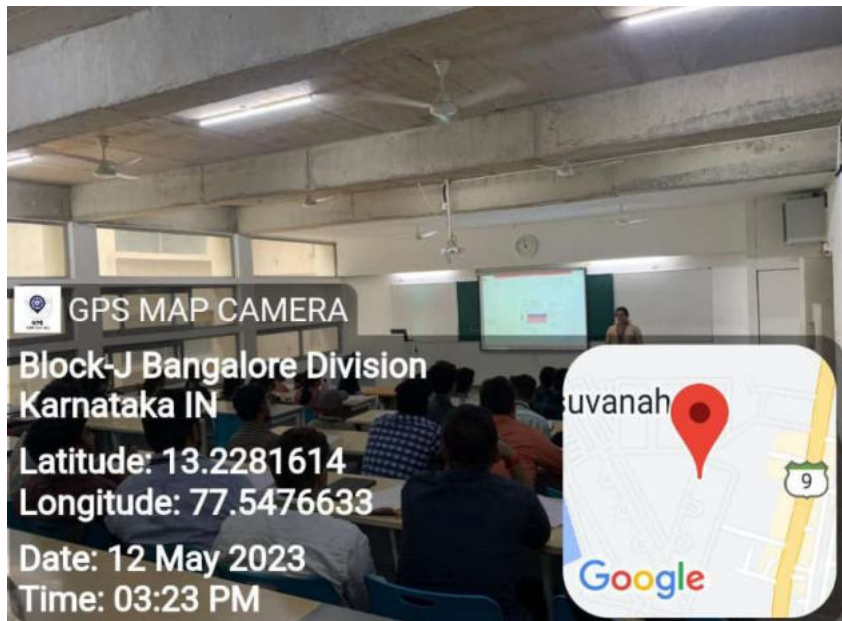 GPS MAP CAMERA
Block-J Bangalore Division
Karnataka IN
Latitude: 13.2281614
Longitude: 77.5476633
Date: 12 May 2023
Time: 03:23 PM
suvanah
9
Google